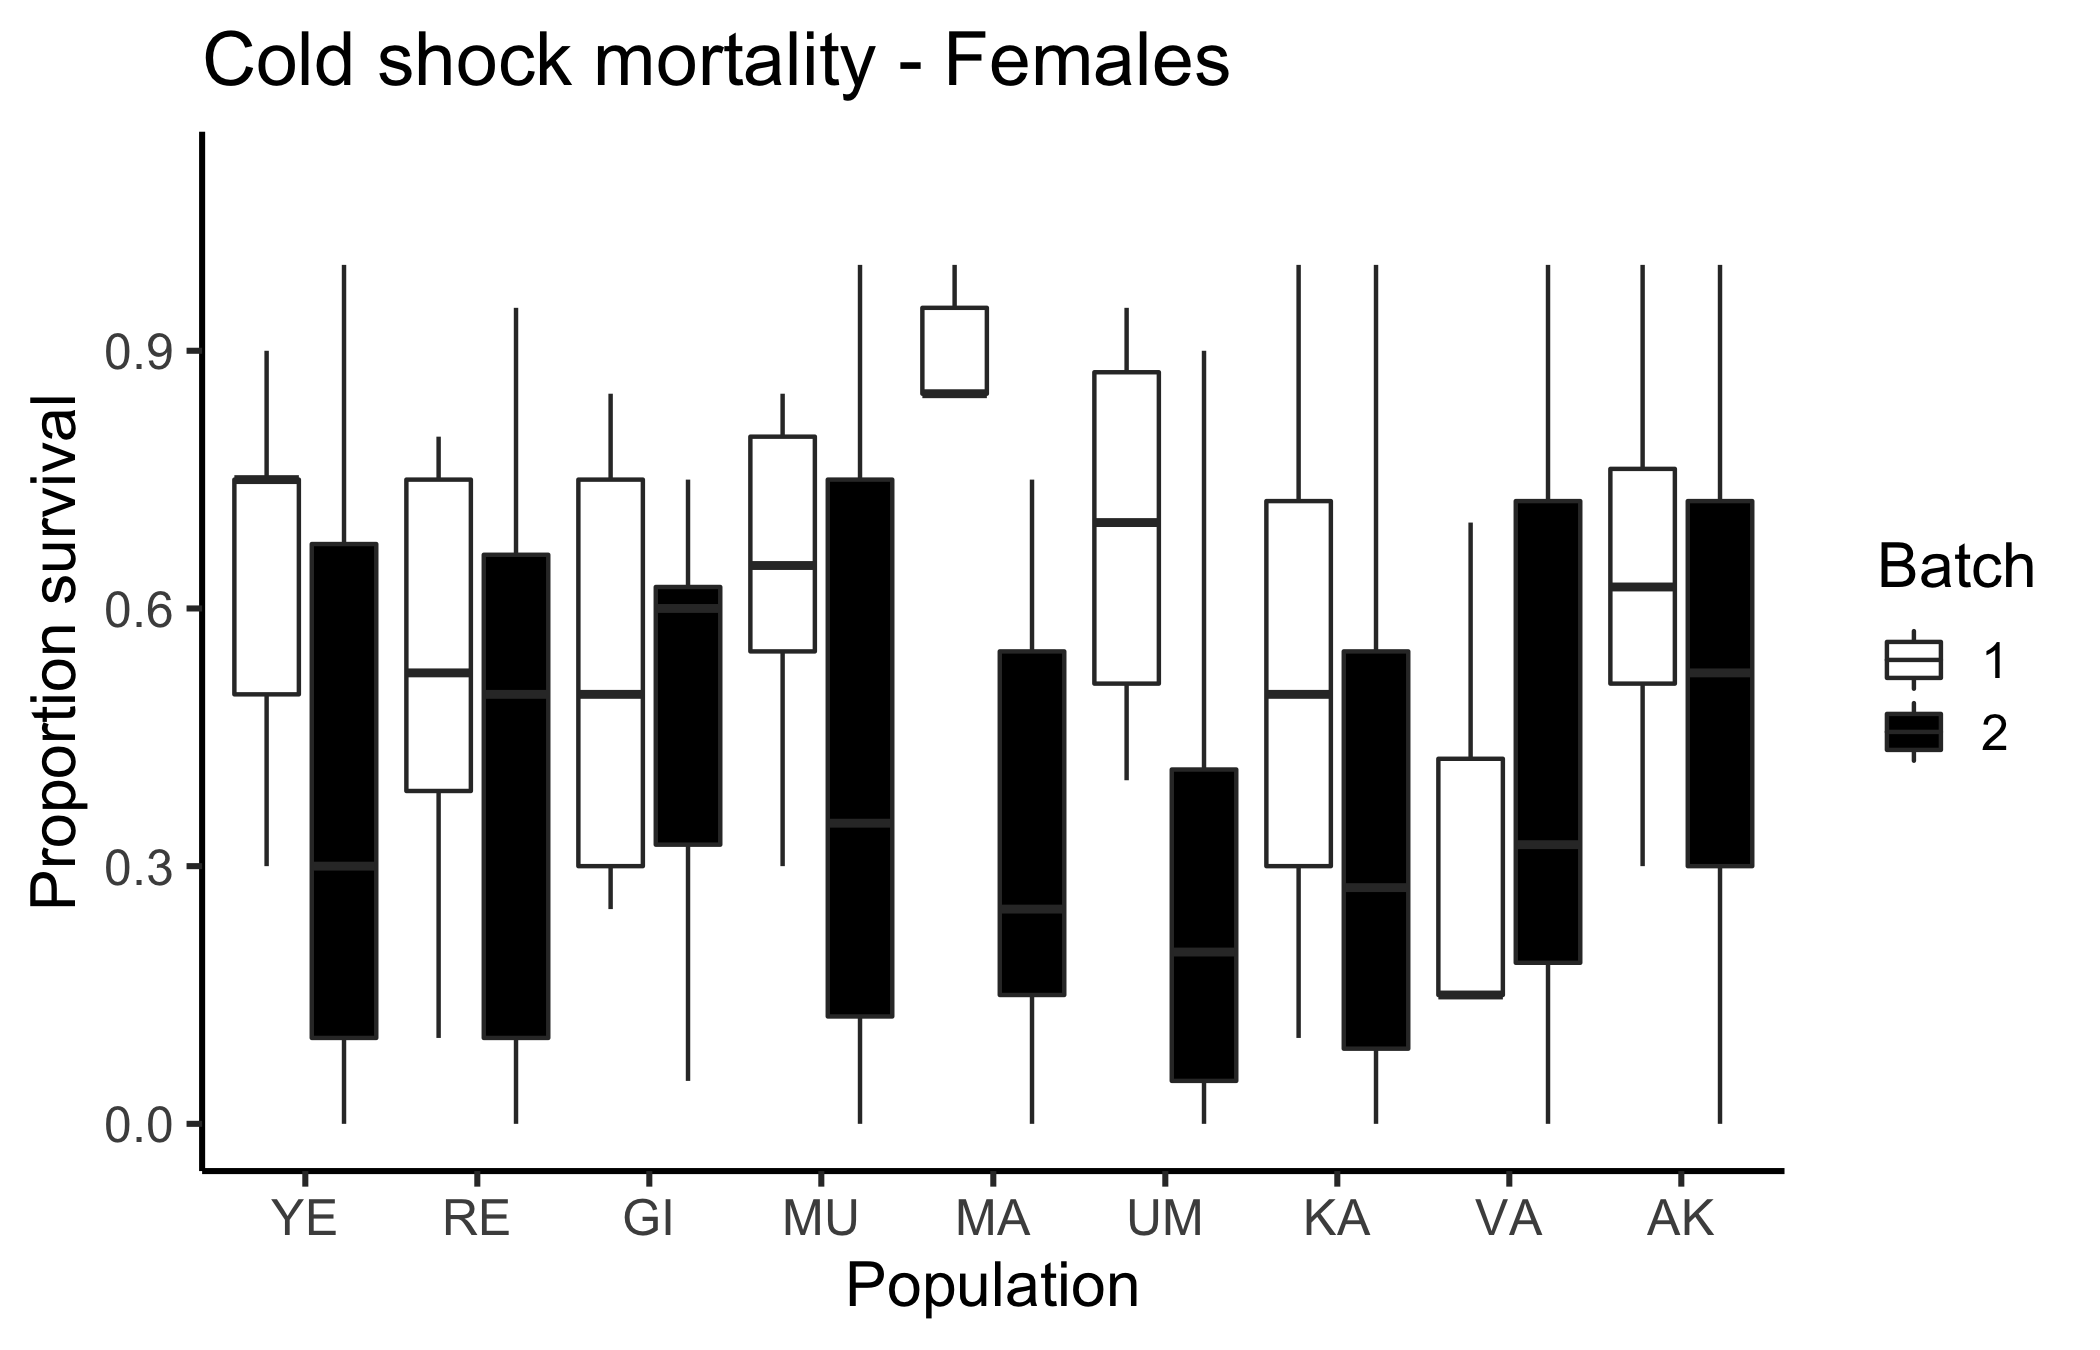 Cold shock mortality - Females
Proportion survival
0.9
0.6
0.3
0.0
YE RE GI MU MA UM KA VA AK
Population
Batch
1
2